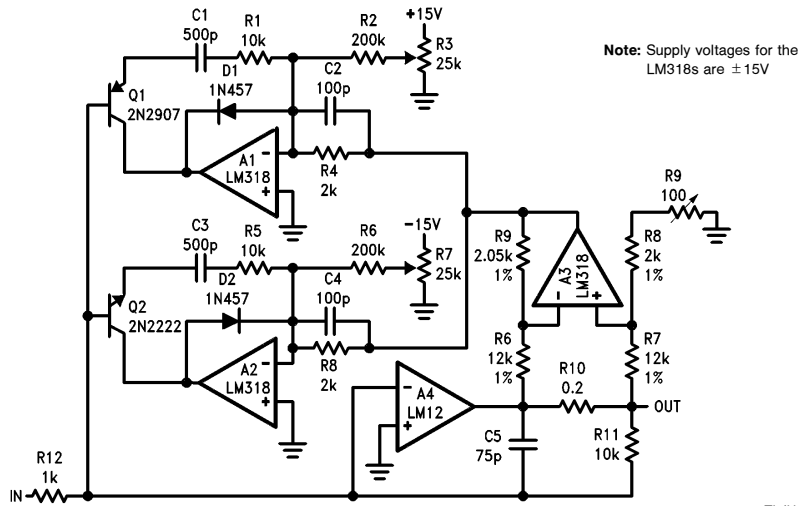 C1
500p
R1
10k
R2
200k
+15V
R3
25k
Note: Supply voltages for the
LM318s are ±15V
D1
1N457
C2
100p
Q1
2N2907
A1
LM318
−
+
R4
2k
R9
100
C3
500p
R5
10k
R6
200k
−15V
R7
25k
R9
2.05k
1%
A3
LM318
−
+
R8
2k
1%
D2
1N457
C4
100p
Q2
2N2222
A2
LM318
−
+
R8
2k
R6
12k
1%
R7
12k
1%
A4
LM12
−
+
R10
0.2
OUT
C5
75p
R11
10k
R12
1k
IN